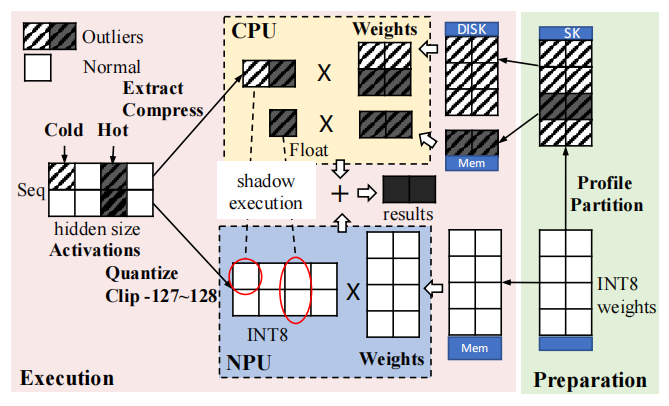 Outliers
Normal
Extract
Compress
Cold
Hot
Seq
hidden size
Activations
Quantize
Clip -127~128
Execution
CPU
Weights
X
X
Float
shadow
execution
+
results
INT8
X
NPU
Weights
DISK
Mem
Mem
SK
Profile
Partition
INT8
weights
Preparation